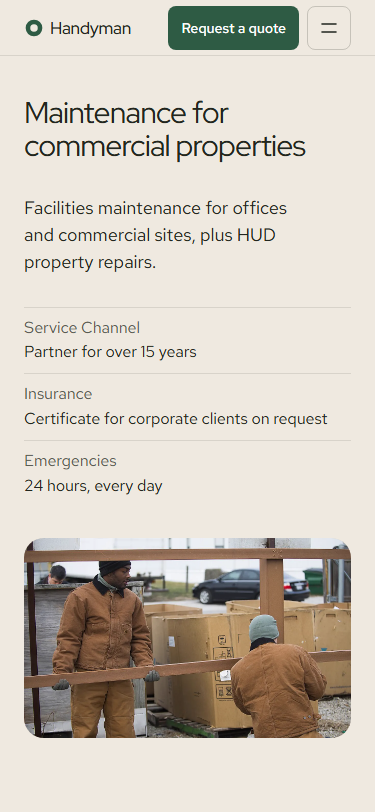 Handyman
Request a quote
Maintenance for
commercial properties
Facilities maintenance for offices
and commercial sites, plus HUD
property repairs.
Service Channel
Partner for over 15 years
Insurance
Certificate for corporate clients on request
Emergencies
24 hours, every day